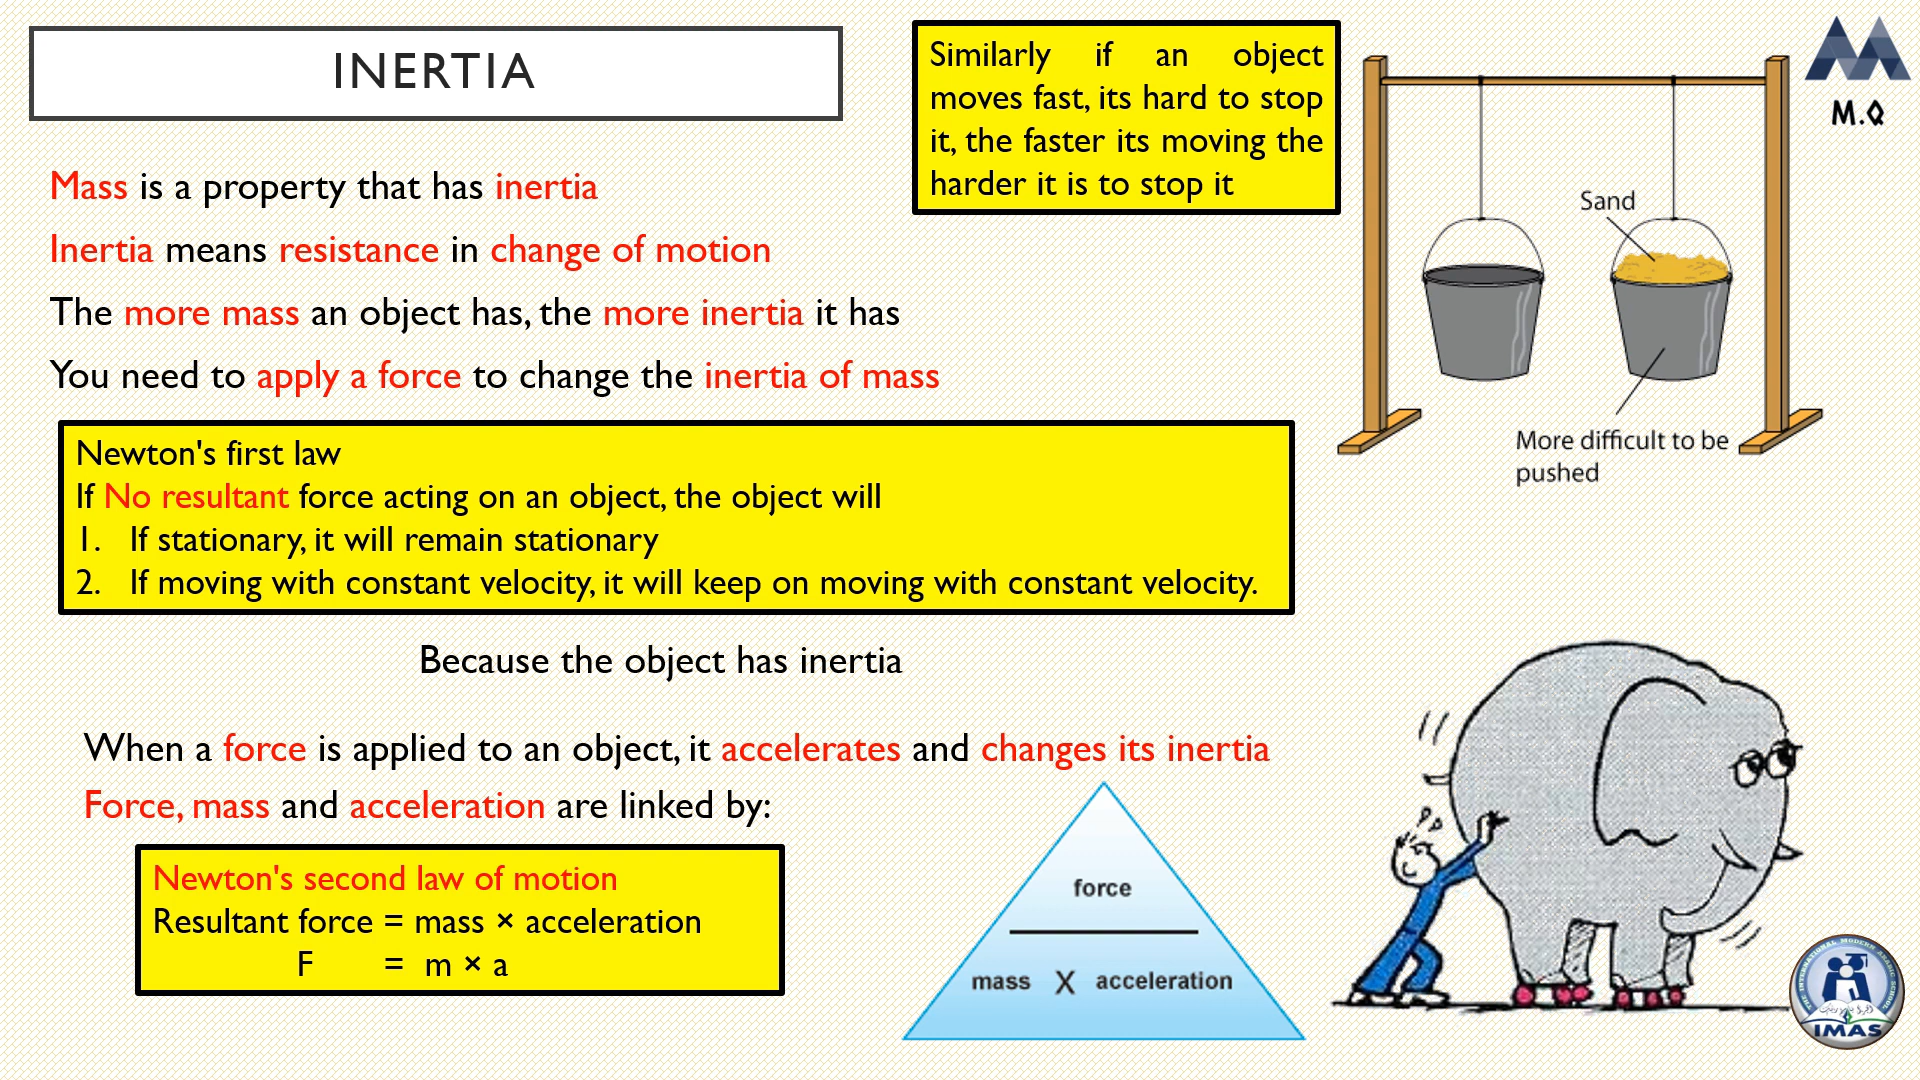 INERTIA
Similarly if an object
moves fast, its hard to stop
it, the faster its moving the
harder it is to stop it
M.Q
Mass is a property that has inertia
Inertia means resistance in change of motion
The more mass an object has, the more inertia it has
You need to apply a force to change the inertia of mass
Sand
More difficult to be
pushed
Newton's first law
If No resultant force acting on an object, the object will
1. If stationary, it will remain stationary
2. If moving with constant velocity, it will keep on moving with constant velocity.
Because the object has inertia
When a force is applied to an object, it accelerates and changes its inertia
Force, mass and acceleration are linked by:
Newton's second law of motion
Resultant force = mass × acceleration
F = m × a
force
mass X acceleration
THE INTERNATIONAL MODERN ARABIC SCHOOL
IMAS